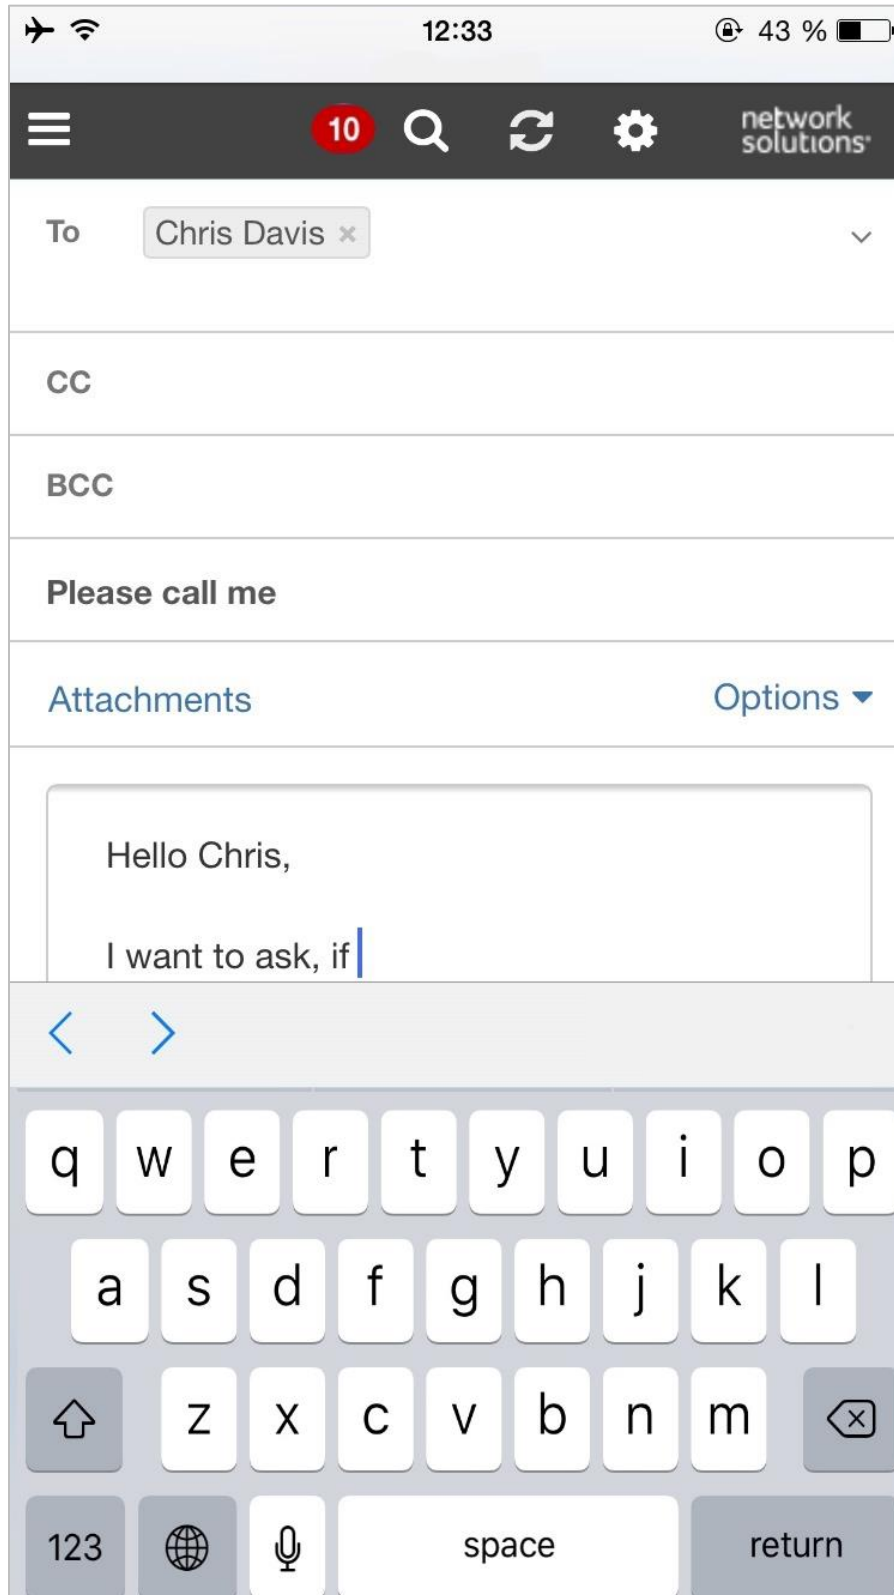 12:33 43 %
10 network
solutions
To Chris Davis ×
CC
BCC
Please call me
Attachments Options
Hello Chris,
I want to ask, if
q w e r t y u i o p
a s d f g h j k l
z x c v b n m
123 space return